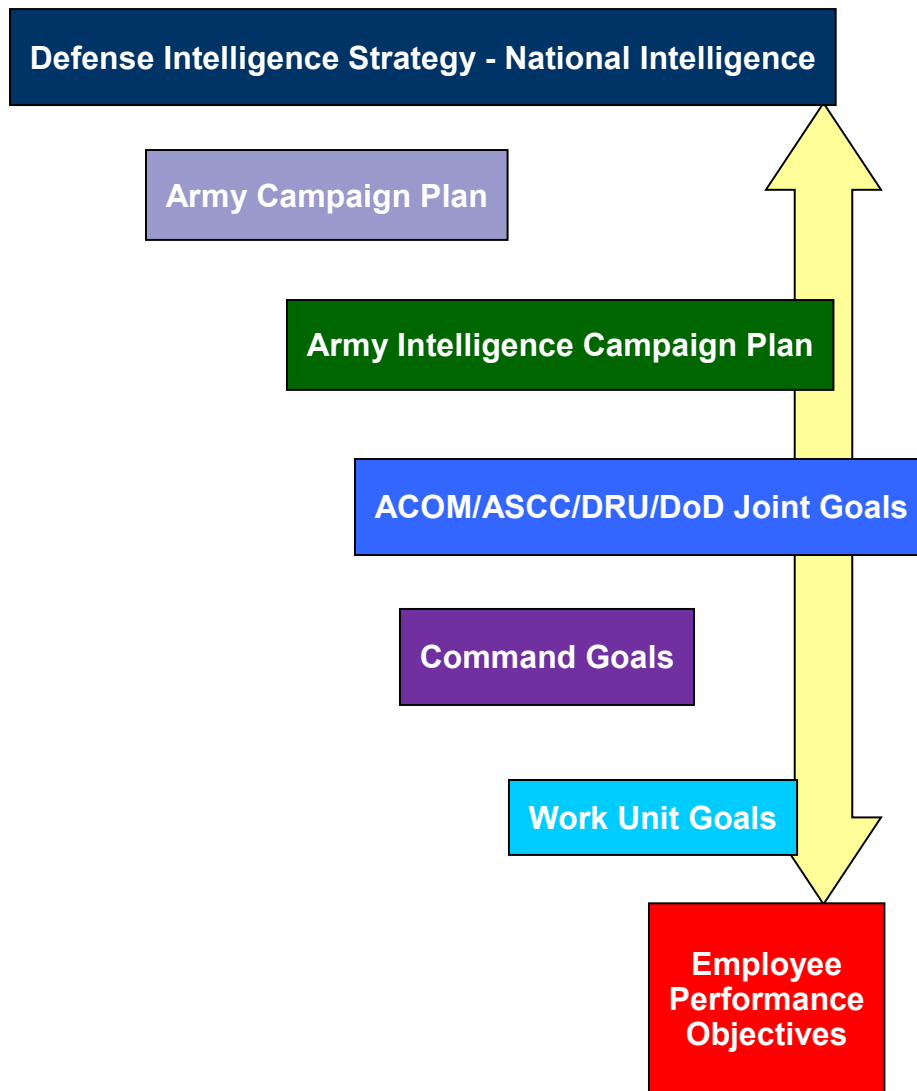 Defense Intelligence Strategy - National Intelligence
Army Campaign Plan
Army Intelligence Campaign Plan
ACOM/ASCC/DRU/DoD Joint Goals
Command Goals
Work Unit Goals
Employee
Performance
Objectives